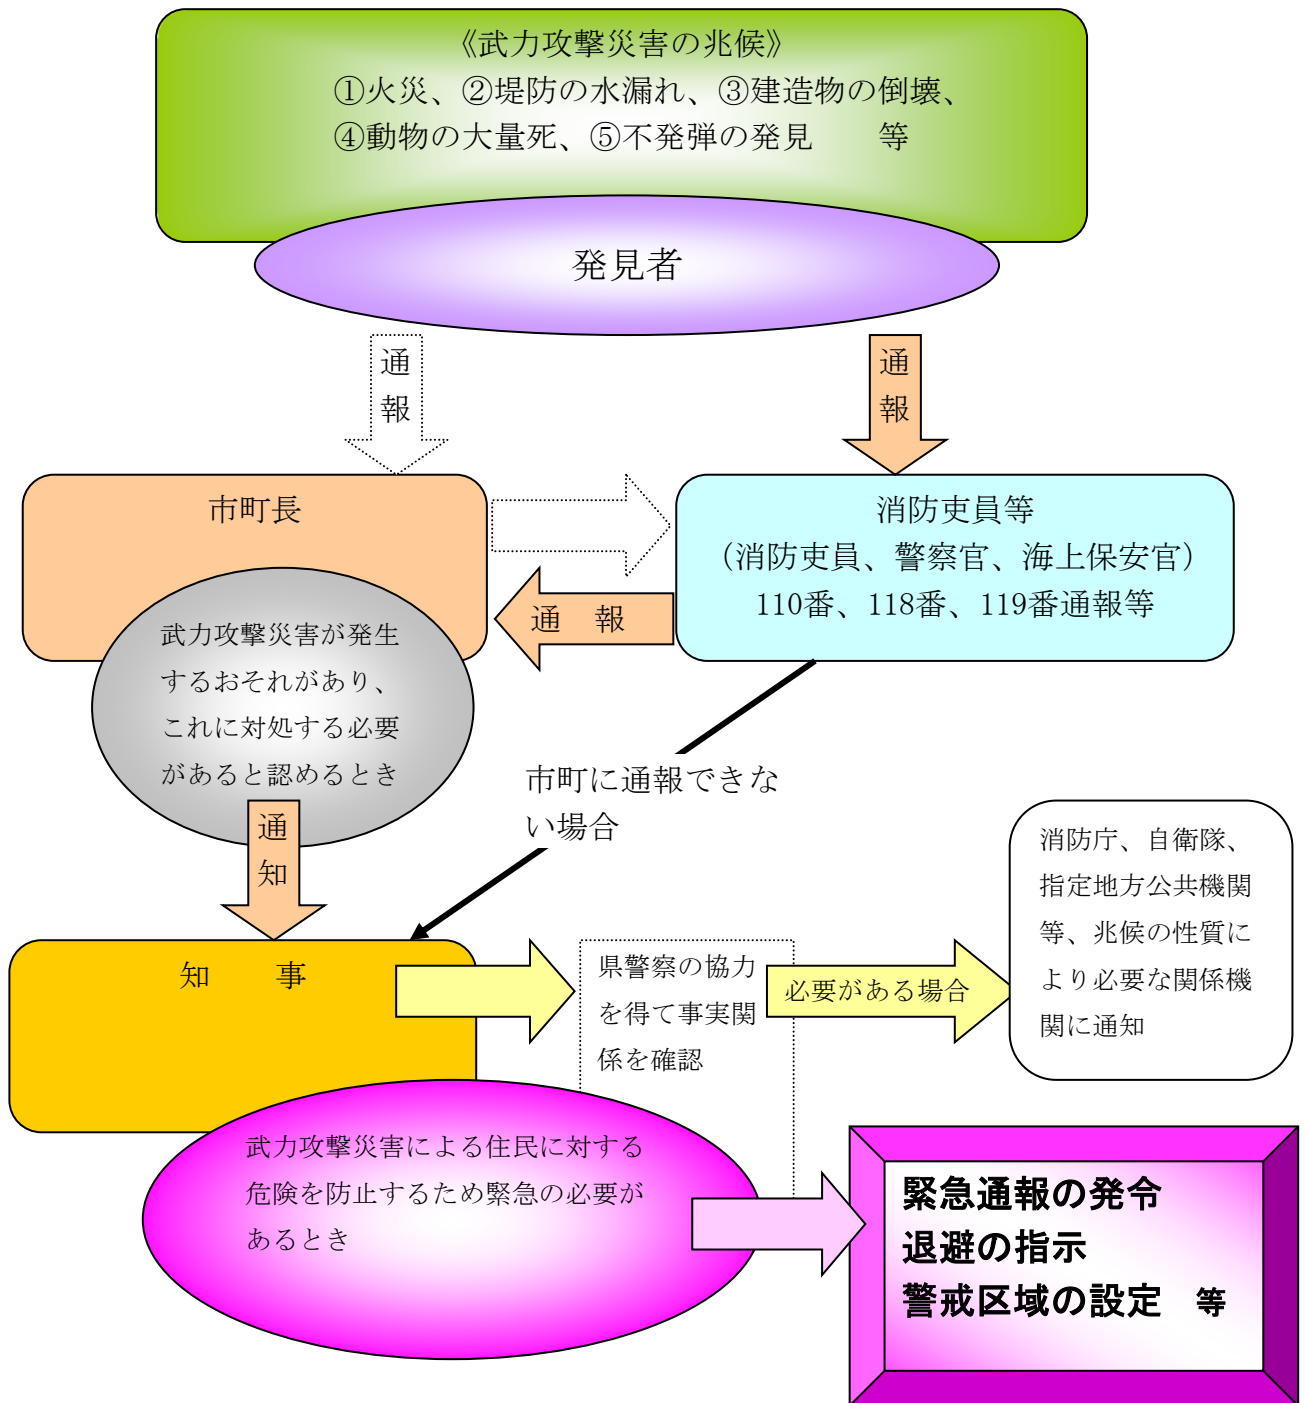 《武力攻撃災害の兆候》
①火災、②堤防の水漏れ、③建造物の倒壊、
④動物の大量死、⑤不発弾の発見　　等
発見者
通報
通報
市町長
消防吏員等
（消防吏員、警察官、海上保安官）
110番、118番、119番通報等
通　報
武力攻撃災害が発生
するおそれがあり、
これに対処する必要
があると認めるとき
市町に通報できな
い場合
通知
消防庁、自衛隊、
指定地方公共機関
等、兆候の性質に
より必要な関係機
関に通知
知　　事
県警察の協力
を得て事実関
係を確認
必要がある場合
武力攻撃災害による住民に対する
危険を防止するため緊急の必要が
あるとき
緊急通報の発令
退避の指示
警戒区域の設定　等